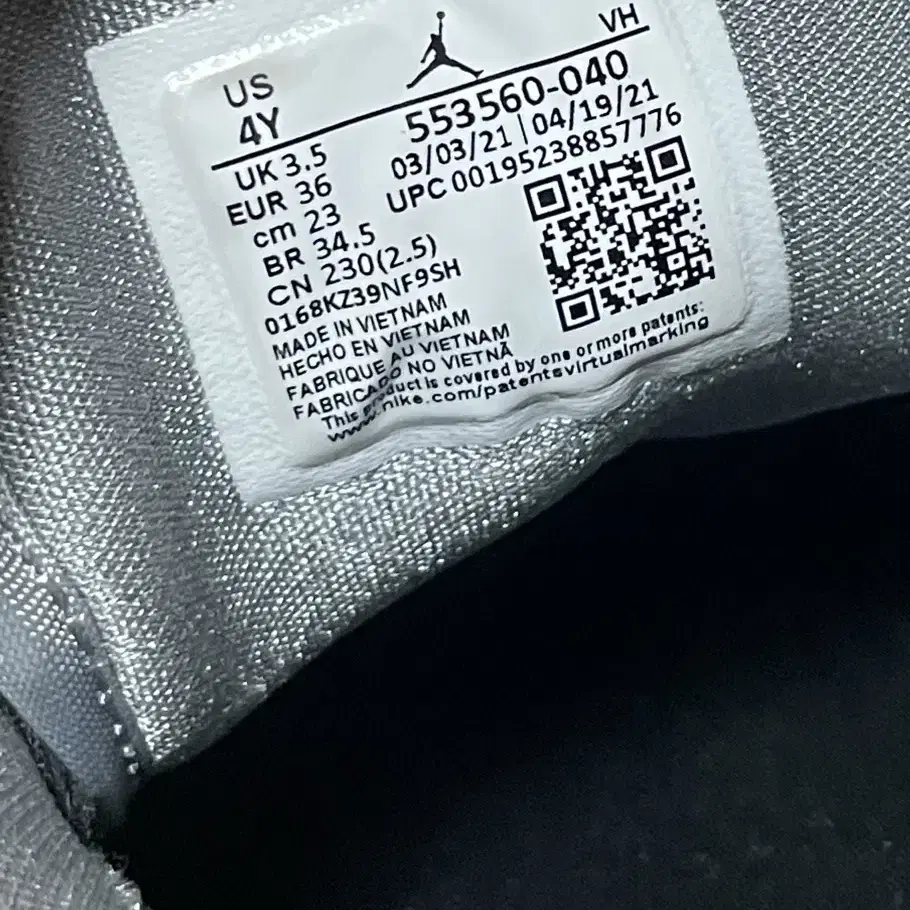 VH
US
4Y
553560-040
03/03/21 | 04/19/21
UPC 00195238857776
UK 3.5
EUR 36
cm 23
BR 34.5
CN 230(2.5)
0168KZ39NF9SH
MADE IN VIETNAM
HECHO EN VIETNAM
FABRIQUE AU VIETNAM
FABRICADO NO VIETNÃ
This product is covered by one or more patents:
www.nike.com/patentsvirtualmarking